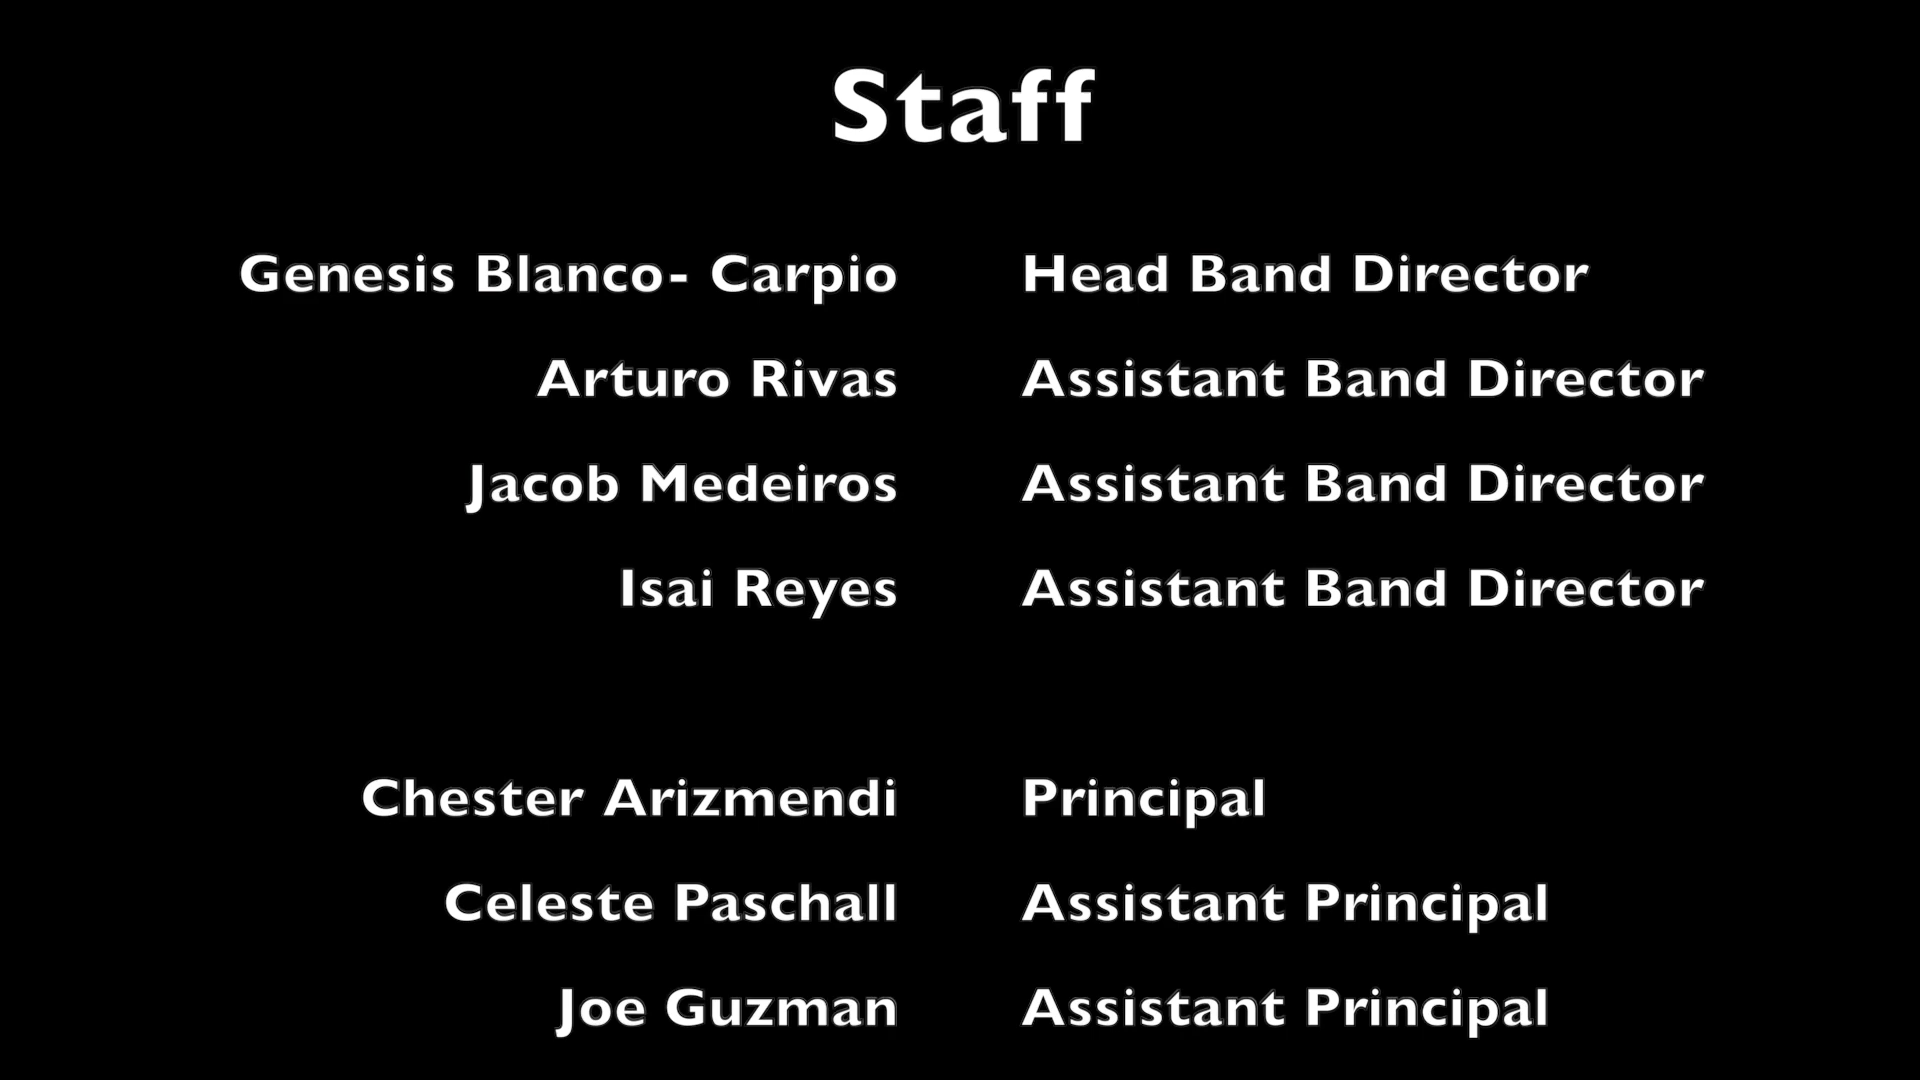 Staff
Genesis Blanco- Carpio Head Band Director
Arturo Rivas Assistant Band Director
Jacob Medeiros Assistant Band Director
Isai Reyes Assistant Band Director
Chester Arizmendi Principal
Celeste Paschall Assistant Principal
Joe Guzman Assistant Principal